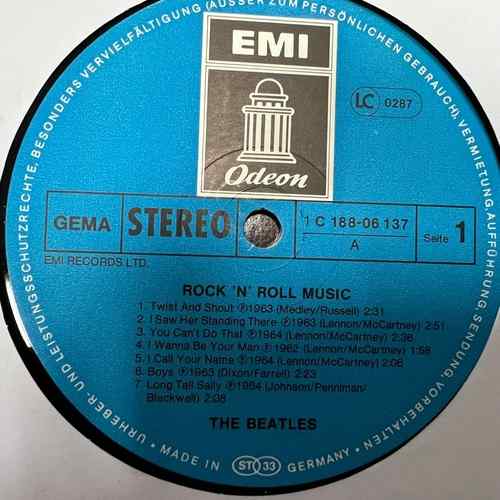 URHEBER- UND LEISTUNGSSCHUTZRECHTE, BESONDERS VERVIELFÄLTIGUNG (AUSSER ZUM PERSÖNLICHEN GEBRAUCH), VERMIETUNG, AUFFÜHRUNG, SENDUNG, VORBEHALTEN
EMI
Odeon
LC 0287
GEMA STEREO 1 C 188-06 137 Seite 1
A
EMI RECORDS LTD.
ROCK 'N' ROLL MUSIC
1. Twist And Shout ℗1963 (Medley/Russell) 2:31
2. I Saw Her Standing There ℗1963 (Lennon/McCartney) 2:51
3. You Can't Do That ℗1964 (Lennon/McCartney) 2:36
4. I Wanna Be Your Man ℗1962 (Lennon/McCartney) 1:58
5. I Call Your Name ℗1964 (Lennon/McCartney) 2:06
6. Boys ℗1963 (Dixon/Farrell) 2:23
7. Long Tall Sally ℗1964 (Johnson/Penniman/
Blackwell) 2:08
THE BEATLES
· MADE IN ST 33 GERMANY ·